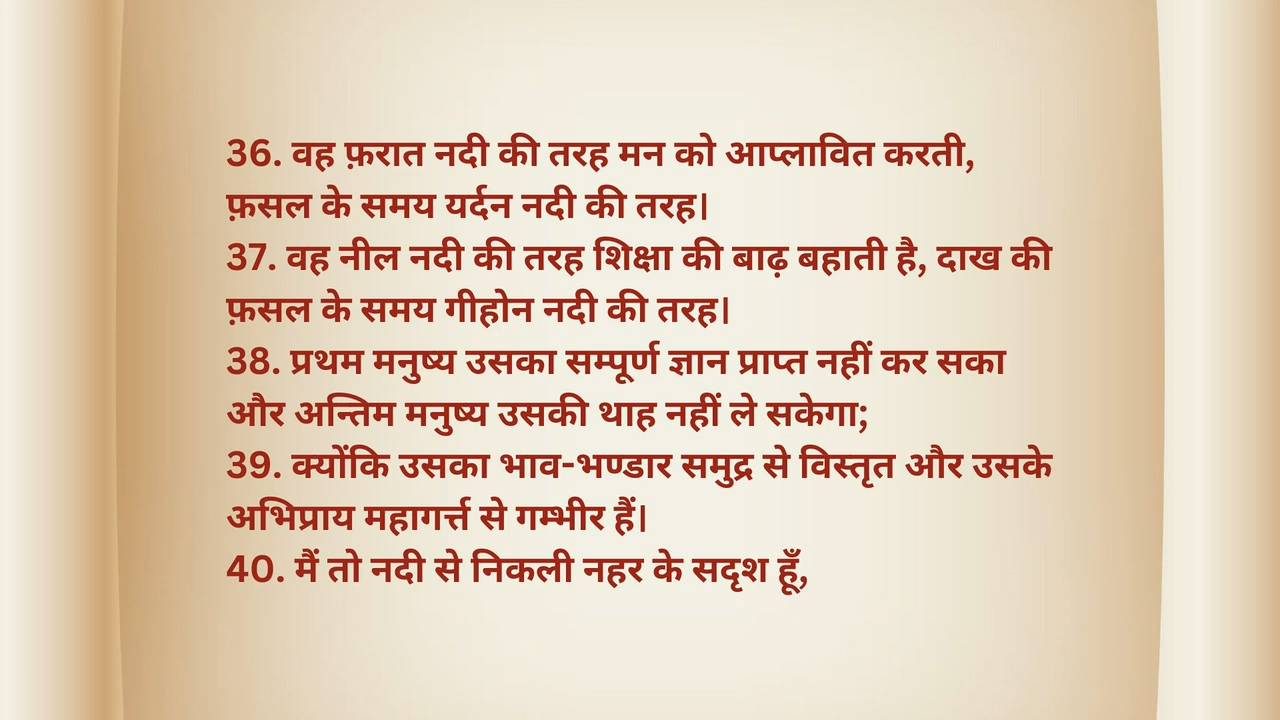 36. वह फ़रात नदी की तरह मन को आप्लावित करती,
फ़सल के समय यर्दन नदी की तरह।
37. वह नील नदी की तरह शिक्षा की बाढ़ बहाती है, दाख की
फ़सल के समय गीहोन नदी की तरह।
38. प्रथम मनुष्य उसका सम्पूर्ण ज्ञान प्राप्त नहीं कर सका
और अन्तिम मनुष्य उसकी थाह नहीं ले सकेगा;
39. क्योंकि उसका भाव-भण्डार समुद्र से विस्तृत और उसके
अभिप्राय महागर्त्त से गम्भीर हैं।
40. मैं तो नदी से निकली नहर के सदृश हूँ,